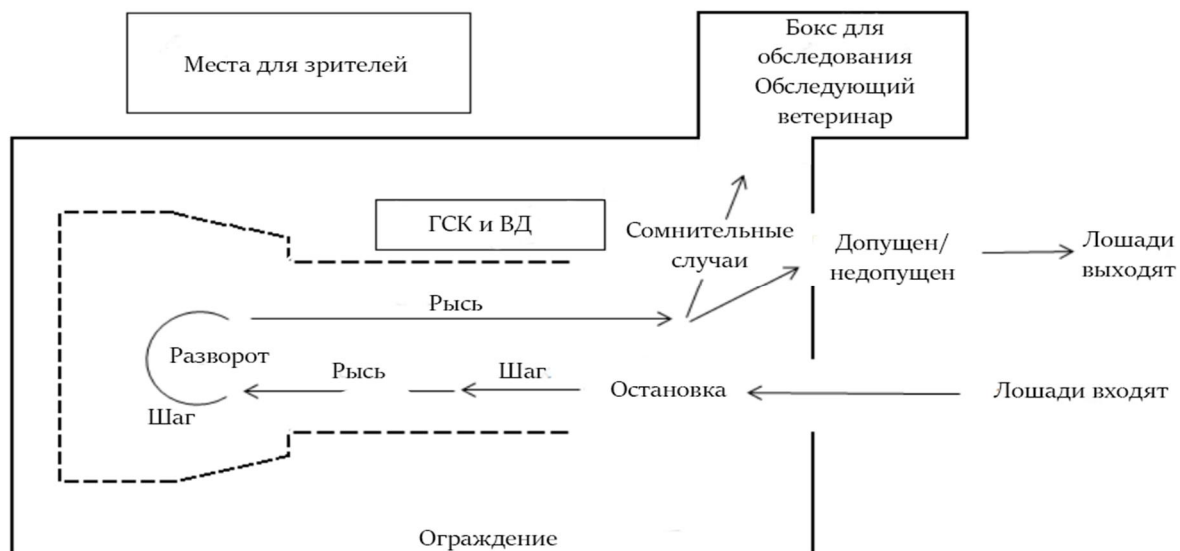 Бокс для
обследования
Обследующий
ветеринар
Места для зрителей
ГСК и ВД
Сомнительные
случаи
Допущен/
недопущен
Лошади
выходят
Рысь
Разворот
Рысь
Шаг
Остановка
Лошади входят
Шаг
Ограждение